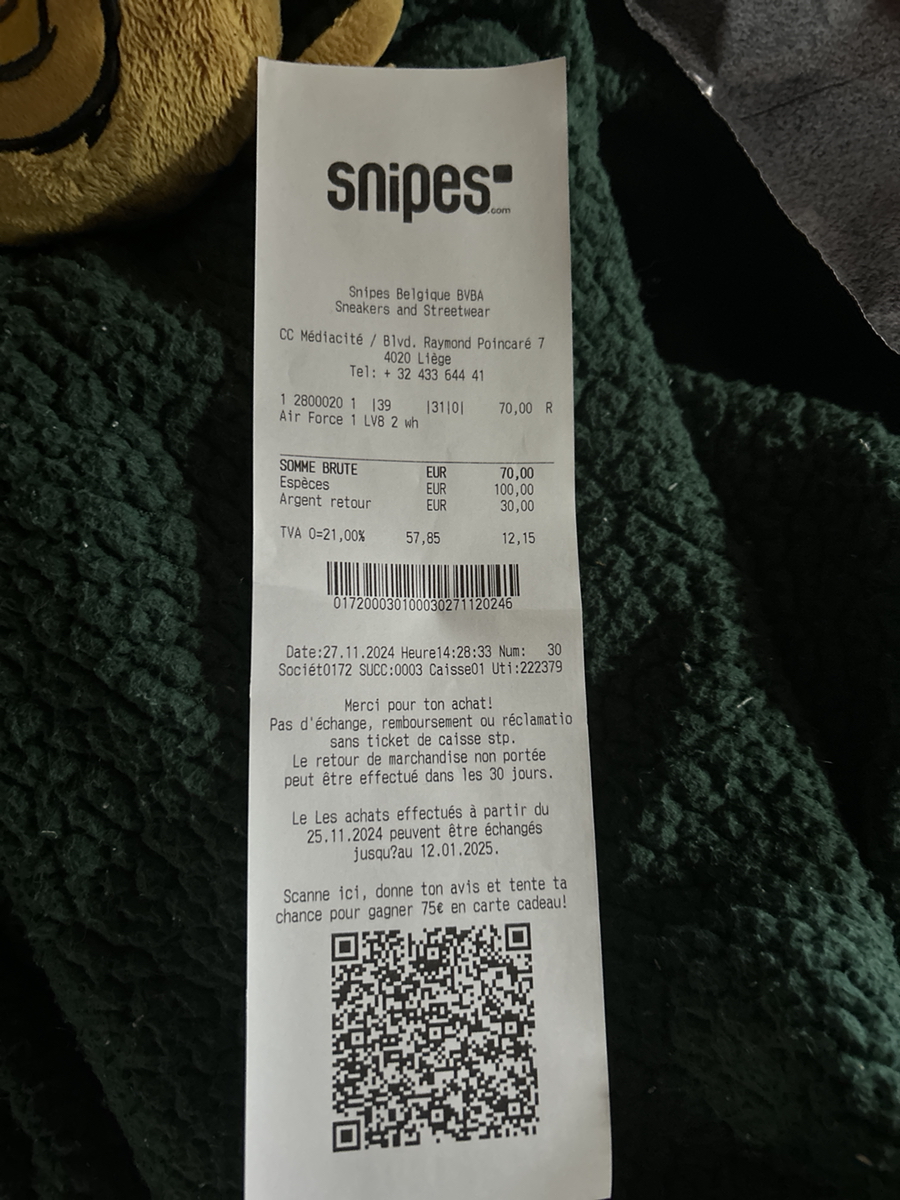 snipes
.com
Snipes Belgique BVBA
Sneakers and Streetwear
CC Médiacité / Blvd. Raymond Poincaré 7
4020 Liège
Tel: + 32 433 644 41
1 2800020 1 |39 |31|0| 70,00 R
Air Force 1 LV8 2 wh
SOMME BRUTE EUR 70,00
Espèces EUR 100,00
Argent retour EUR 30,00
TVA 0=21,00% 57,85 12,15
017200030100030271120246
Date:27.11.2024 Heure14:28:33 Num: 30
Sociét0172 SUCC:0003 Caisse01 Uti:222379
Merci pour ton achat!
Pas d'échange, remboursement ou réclamatio
sans ticket de caisse stp.
Le retour de marchandise non portée
peut être effectué dans les 30 jours.
Le Les achats effectués à partir du
25.11.2024 peuvent être échangés
jusqu?au 12.01.2025.
Scanne ici, donne ton avis et tente ta
chance pour gagner 75€ en carte cadeau!